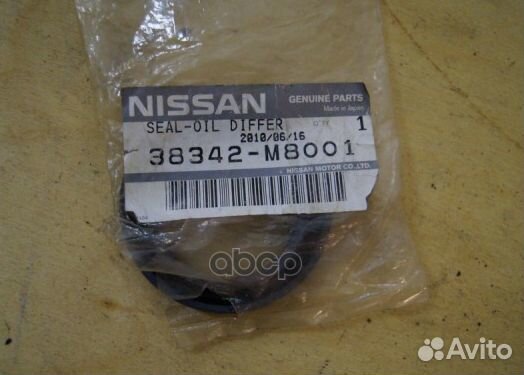 NISSAN
GENUINE PARTS
Made in Japan
SEAL-OIL DIFFER
Q'TY 1
2010/06/16
38342-M8001
NISSAN MOTOR CO.,LTD.
abcp
Avito